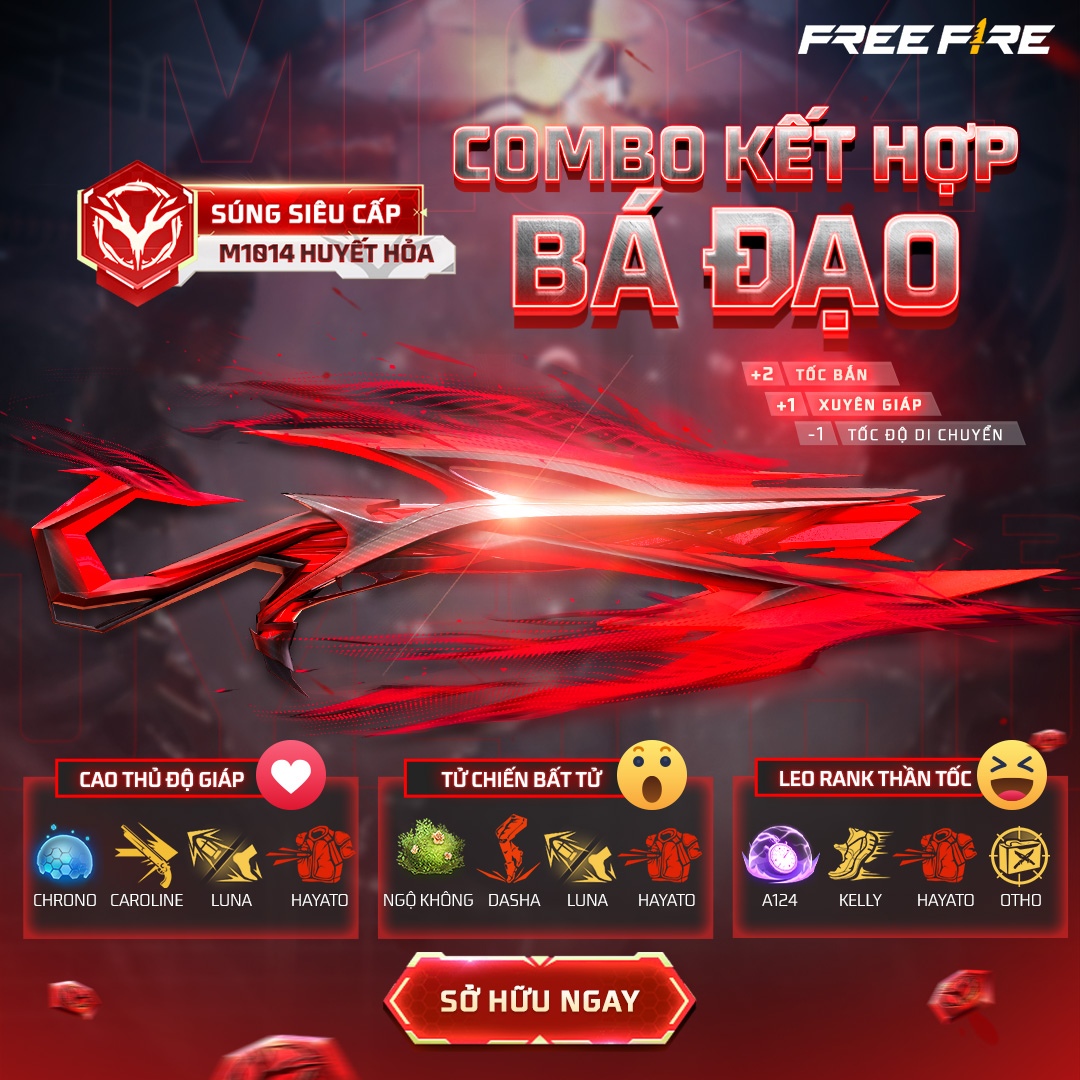 FREE FIRE
COMBO KẾT HỢP
BÁ ĐẠO
SÚNG SIÊU CẤP
M1014 HUYẾT HỎA
+2 TỐC BẮN
+1 XUYÊN GIÁP
-1 TỐC ĐỘ DI CHUYỂN
CAO THỦ ĐỘ GIÁP
CHRONO CAROLINE LUNA HAYATO
TỬ CHIẾN BẤT TỬ
NGỘ KHÔNG DASHA LUNA HAYATO
LEO RANK THẦN TỐC
A124 KELLY HAYATO OTHO
SỞ HỮU NGAY